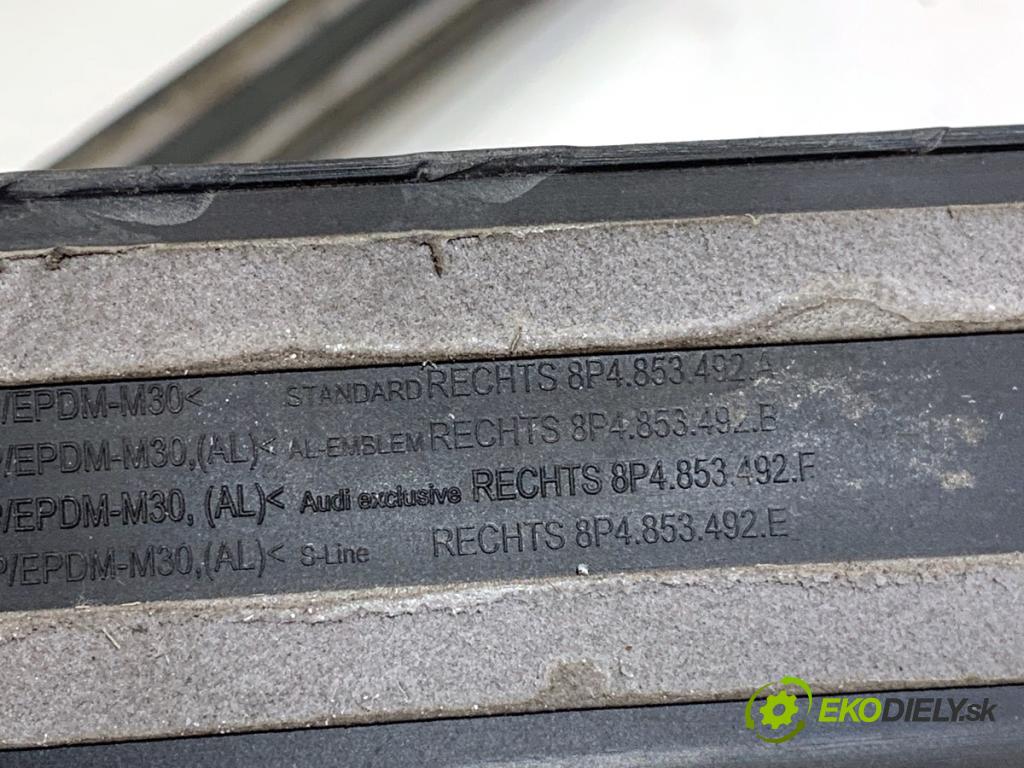 /EPDM-M30< STANDARD RECHTS 8P4.853.492.A
P/EPDM-M30,(AL)< AL-EMBLEM RECHTS 8P4.853.492.B
P/EPDM-M30, (AL)< Audi exclusive RECHTS 8P4.853.492.F
P/EPDM-M30,(AL)< S-Line RECHTS 8P4.853.492.E
EKODIELY.sk